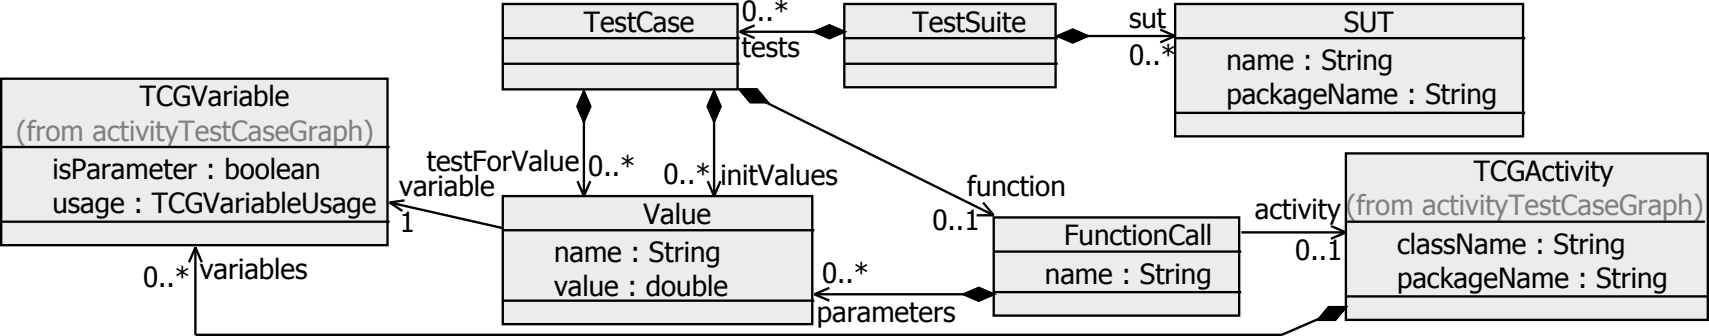 TestCase
0..*
tests
TestSuite
sut
0..*
SUT
name : String
packageName : String
TCGVariable
(from activityTestCaseGraph)
isParameter : boolean
usage : TCGVariableUsage
testForValue
0..*
0..*
initValues
variable
1
function
0..1
TCGActivity
(from activityTestCaseGraph)
className : String
packageName : String
activity
0..1
Value
name : String
value : double
FunctionCall
name : String
0..*
variables
0..*
parameters